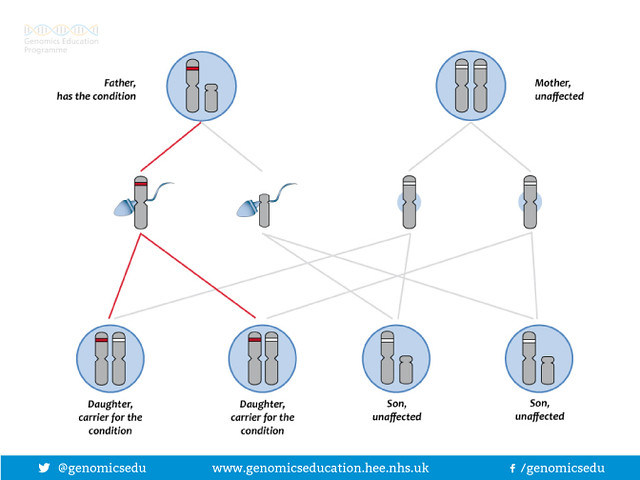 Genomics Education
Programme
Father,
has the condition
Mother,
unaffected
Daughter,
carrier for the
condition
Daughter,
carrier for the
condition
Son,
unaffected
Son,
unaffected
@genomicsedu
www.genomicseducation.hee.nhs.uk
/genomicsedu